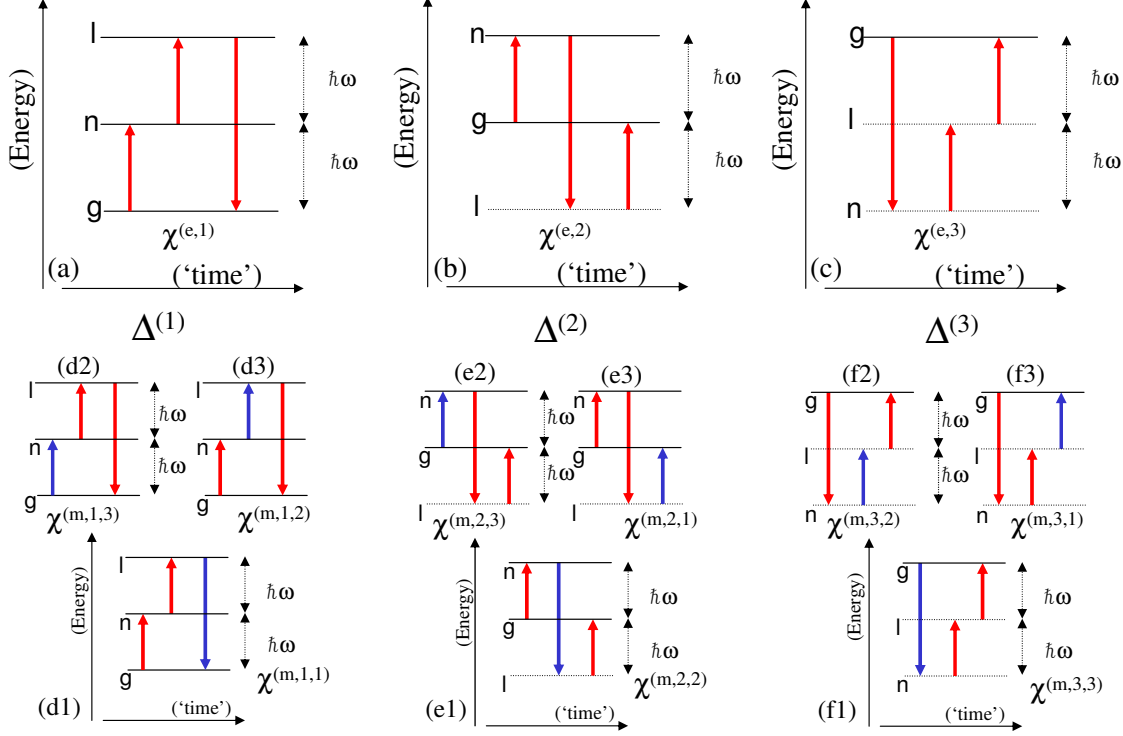 (Energy)
l
n
g
ħω
ħω
χ(e,1)
(a)
('time')
(Energy)
n
g
l
ħω
ħω
χ(e,2)
(b)
('time')
(Energy)
g
l
n
ħω
ħω
χ(e,3)
(c)
('time')
Δ(1)
Δ(2)
Δ(3)
(d2)
l
n
g
ħω
ħω
χ(m,1,3)
(d3)
l
n
g
χ(m,1,2)
(e2)
n
g
l
ħω
ħω
χ(m,2,3)
(e3)
n
g
l
χ(m,2,1)
(f2)
g
l
n
ħω
ħω
χ(m,3,2)
(f3)
g
l
n
χ(m,3,1)
(Energy)
l
n
g
ħω
ħω
χ(m,1,1)
(d1)
('time')
(Energy)
n
g
l
ħω
ħω
χ(m,2,2)
(e1)
('time')
(Energy)
g
l
n
ħω
ħω
χ(m,3,3)
(f1)
('time')